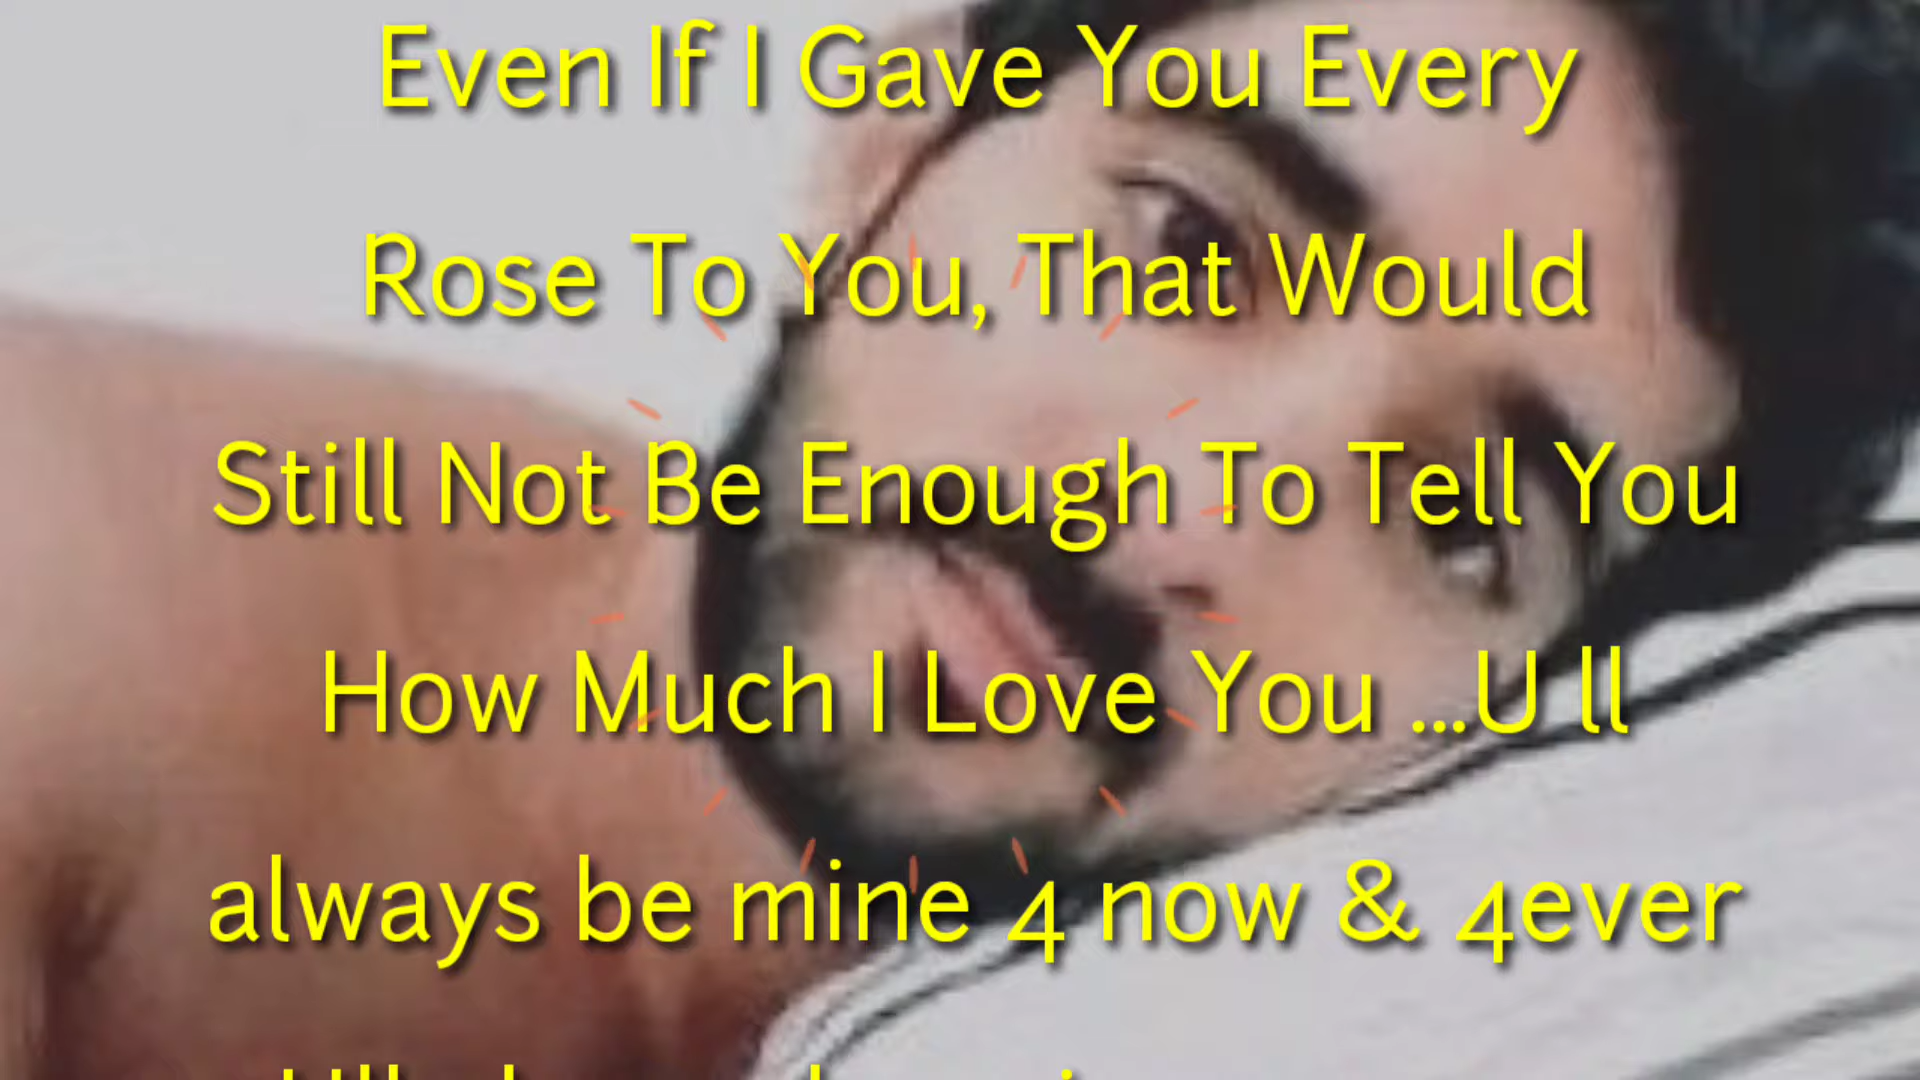 Even If I Gave You Every
Rose To You, That Would
Still Not Be Enough To Tell You
How Much I Love You ...U ll
always be mine 4 now & 4ever